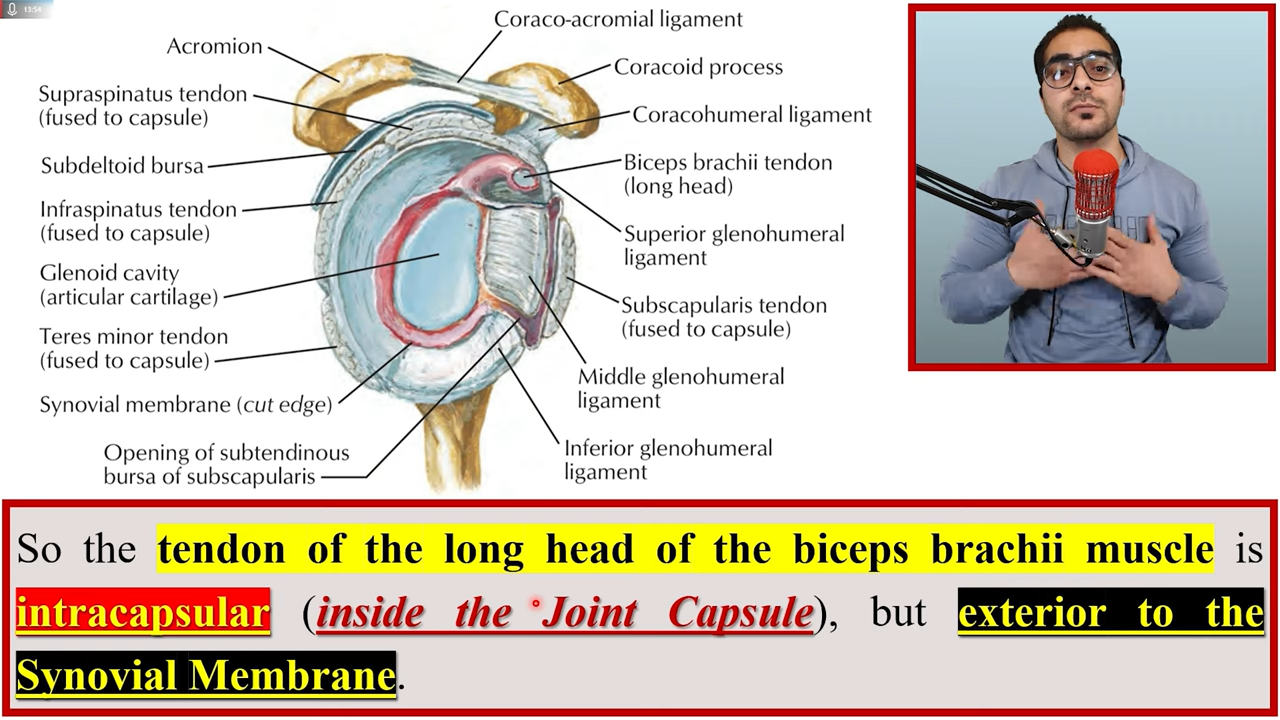 13:54
Coraco-acromial ligament
Acromion
Coracoid process
Supraspinatus tendon
(fused to capsule)
Coracohumeral ligament
Subdeltoid bursa
Biceps brachii tendon
(long head)
Infraspinatus tendon
(fused to capsule)
Superior glenohumeral
ligament
Glenoid cavity
(articular cartilage)
Subscapularis tendon
(fused to capsule)
Teres minor tendon
(fused to capsule)
Middle glenohumeral
ligament
Synovial membrane (cut edge)
Opening of subtendinous
bursa of subscapularis
Inferior glenohumeral
ligament
So the tendon of the long head of the biceps brachii muscle is
intracapsular (inside the Joint Capsule), but exterior to the
Synovial Membrane.